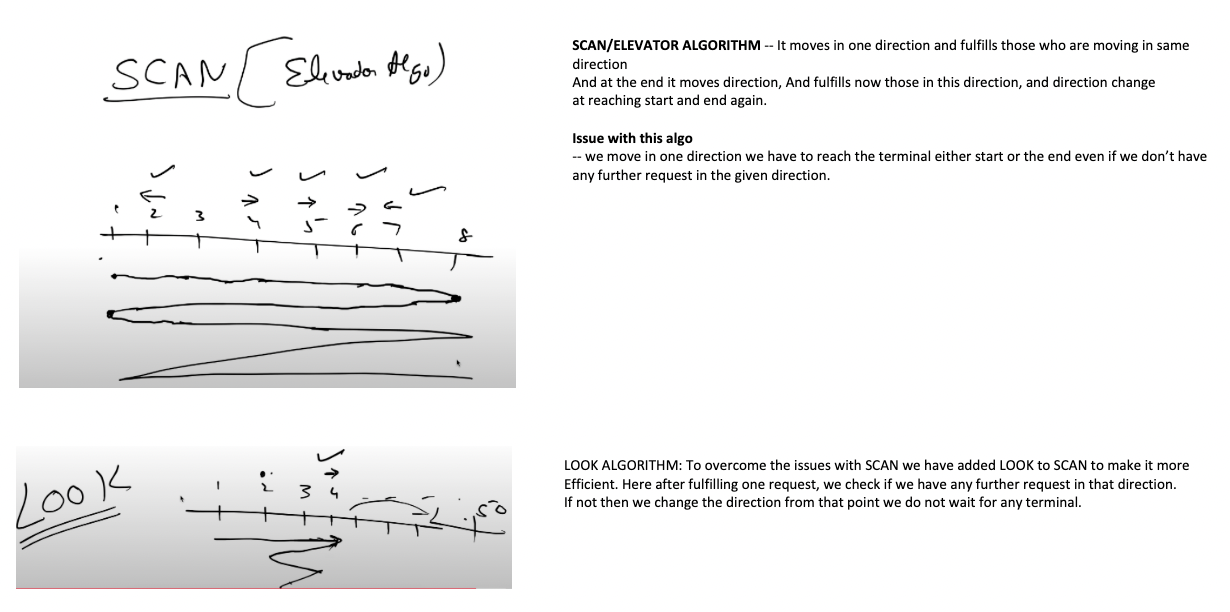 SCAN (Elevador Algo)
SCAN/ELEVATOR ALGORITHM -- It moves in one direction and fulfills those who are moving in same
direction
And at the end it moves direction, And fulfills now those in this direction, and direction change
at reaching start and end again.
Issue with this algo
-- we move in one direction we have to reach the terminal either start or the end even if we don’t have
any further request in the given direction.
1 2 3 4 5 6 7 8
LOOK
1 2 3 4 50
LOOK ALGORITHM: To overcome the issues with SCAN we have added LOOK to SCAN to make it more
Efficient. Here after fulfilling one request, we check if we have any further request in that direction.
If not then we change the direction from that point we do not wait for any terminal.